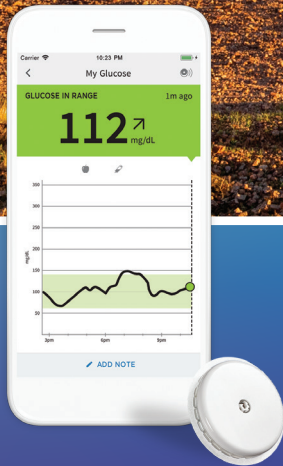 Carrier 10:23 PM
My Glucose
GLUCOSE IN RANGE 1m ago
112 mg/dL
350
300
250
200
mg/dL
150
100
50
3pm 6pm 9pm
ADD NOTE